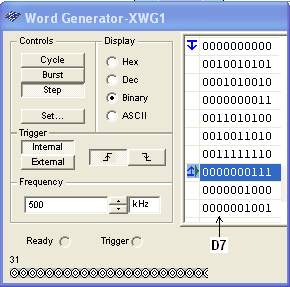 Word Generator-XWG1
Controls
Cycle
Burst
Step
Set...
Display
Hex
Dec
Binary
ASCII
Trigger
Internal
External
Frequency
500
kHz
Ready
Trigger
31
0000000000
0010010101
0001010010
0000000011
0011010100
0010011010
0011111110
0000000111
0000001000
0000001001
D7